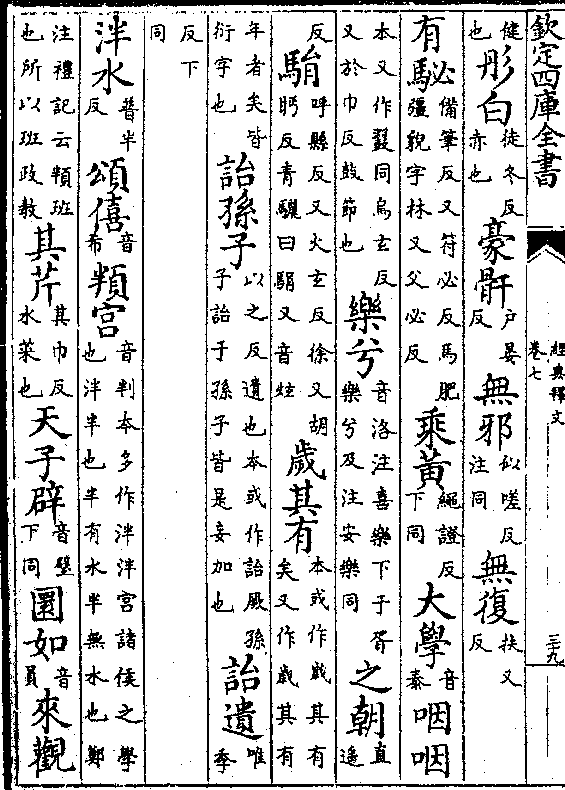 欽定四庫全書
經典釋文
卷七
三九
健也彤白徒冬反赤也豪骭户晏反無邪似嗟反注同無復扶又反
有駜備筆反又符必反馬肥彊貌字林又父必反乘黄繩證反下同大學音泰咽咽
本又作鼘同烏玄反又於巾反鼓節也樂兮音洛注喜樂下于胥樂兮及注安樂同之朝直遙
反駽呼縣反又火玄反徐又胡眄反青驪曰駽又音炫歲其有本或作歲其有矣又作歲其有
年者矣皆衍字也詒孫子以之反遺也本或作詒厥孫子詒于孫子皆是妄加也詒遺唯季
反下同
泮水普半反頌僖音希頖宫音判本多作泮泮宫諸侯之學也泮半也半有水半無水也鄭
注禮記云頖班也所以班政教其芹其巾反水菜也天子辟音璧下同圜如音員來觀